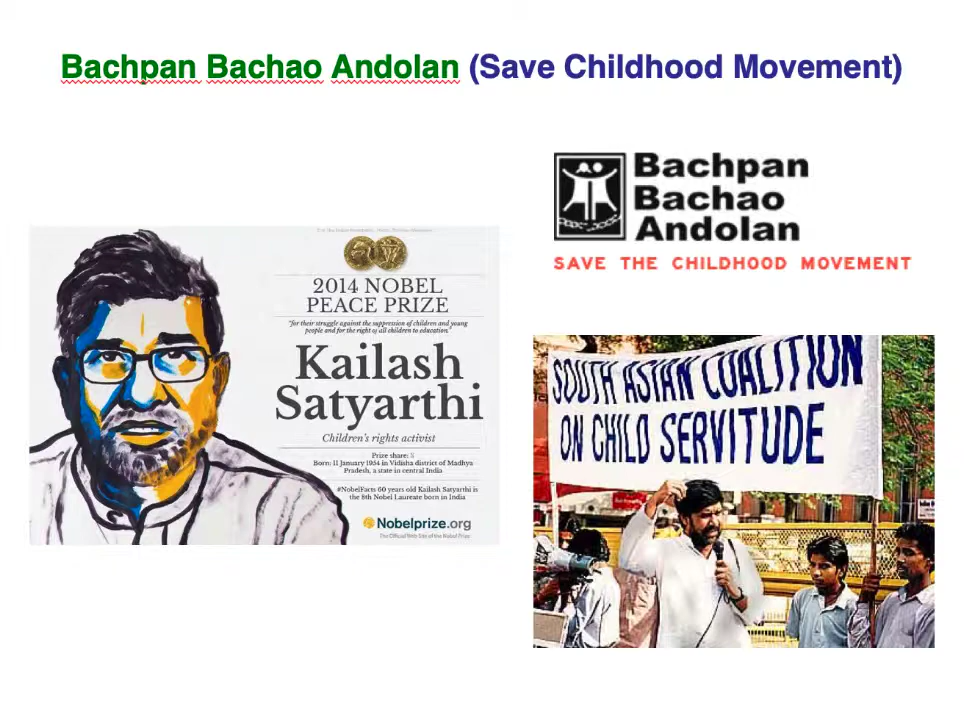 Bachpan Bachao Andolan (Save Childhood Movement)
Bachpan
Bachao
Andolan
SAVE THE CHILDHOOD MOVEMENT
2014 NOBEL
PEACE PRIZE
"for their struggle against the suppression of children and young
people and for the right of all children to education"
Kailash
Satyarthi
Children's rights activist
Prize share: ½
Born: 11 January 1954 in Vidisha district of Madhya
Pradesh, a state in central India
#NobelFacts 60 years old Kailash Satyarthi is
the 8th Nobel Laureate born in India
Nobelprize.org
The Official Web Site of the Nobel Prize
SOUTH ASIAN COALITION
ON CHILD SERVITUDE